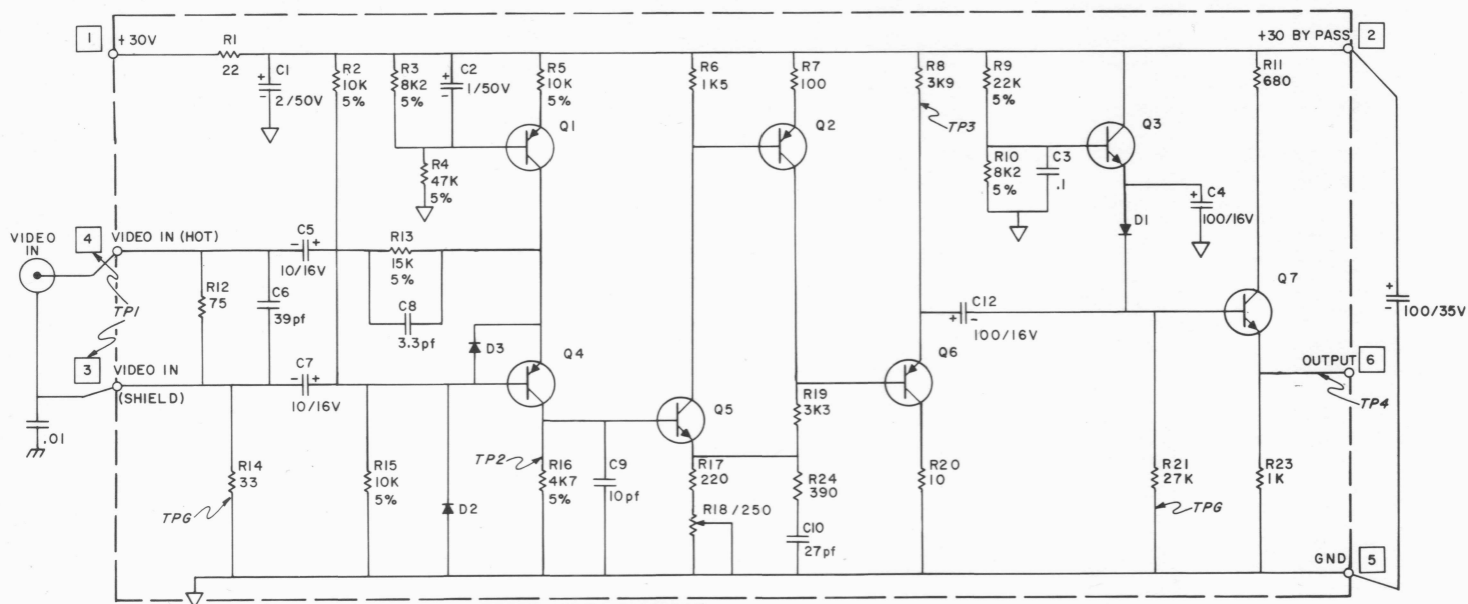 1
+30V
R1
22
C1
+
-
2/50V
R2
10K
5%
R3
8K2
5%
C2
+
-
1/50V
R5
10K
5%
Q1
R4
47K
5%
R6
1K5
R7
100
Q2
R8
3K9
TP3
R9
22K
5%
R10
8K2
5%
C3
.1
Q3
C4
+
100/16V
D1
+30 BY PASS
2
R11
680
VIDEO
IN
4
VIDEO IN (HOT)
TP1
3
VIDEO IN
(SHIELD)
.01
R12
75
C6
39pf
C5
- +
10/16V
R13
15K
5%
C8
3.3pf
D3
C7
- +
10/16V
Q4
R14
33
TPG
R15
10K
5%
D2
TP2
R16
4K7
5%
C9
10pf
Q5
R17
220
R18/250
R19
3K3
R24
390
C10
27pf
Q6
R20
10
C12
+ -
100/16V
Q7
R21
27K
TPG
R23
1K
OUTPUT
6
TP4
+
-
100/35V
GND
5